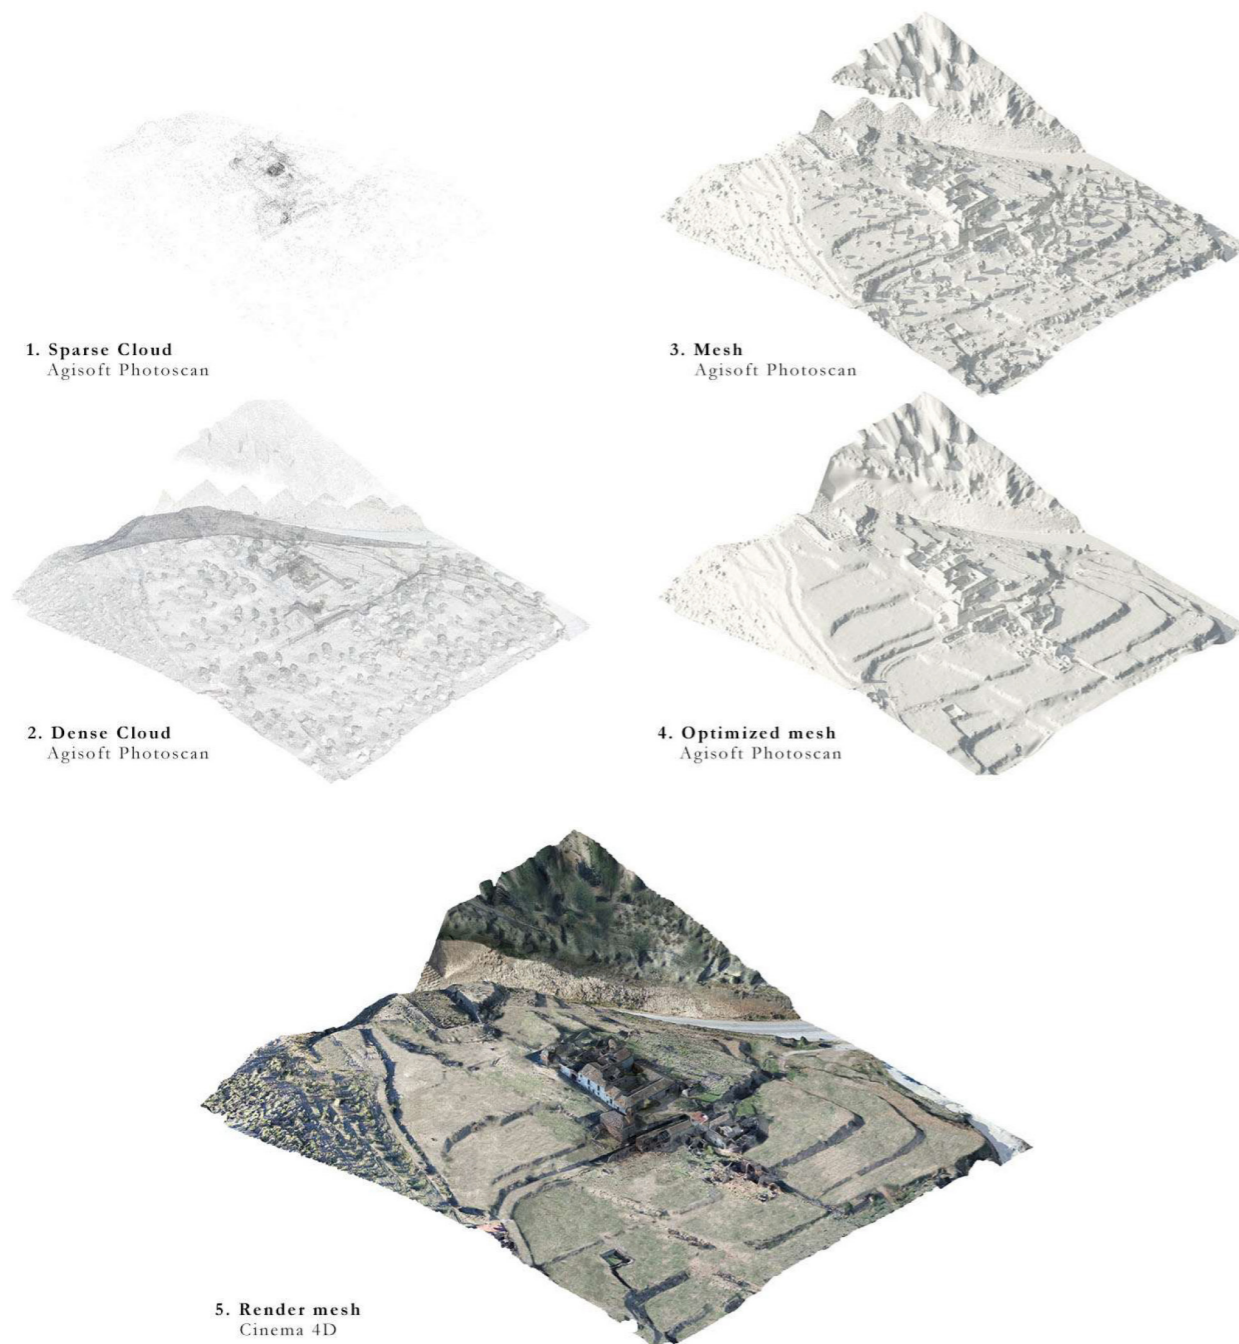 1. Sparse Cloud
Agisoft Photoscan
3. Mesh
Agisoft Photoscan
2. Dense Cloud
Agisoft Photoscan
4. Optimized mesh
Agisoft Photoscan
5. Render mesh
Cinema 4D